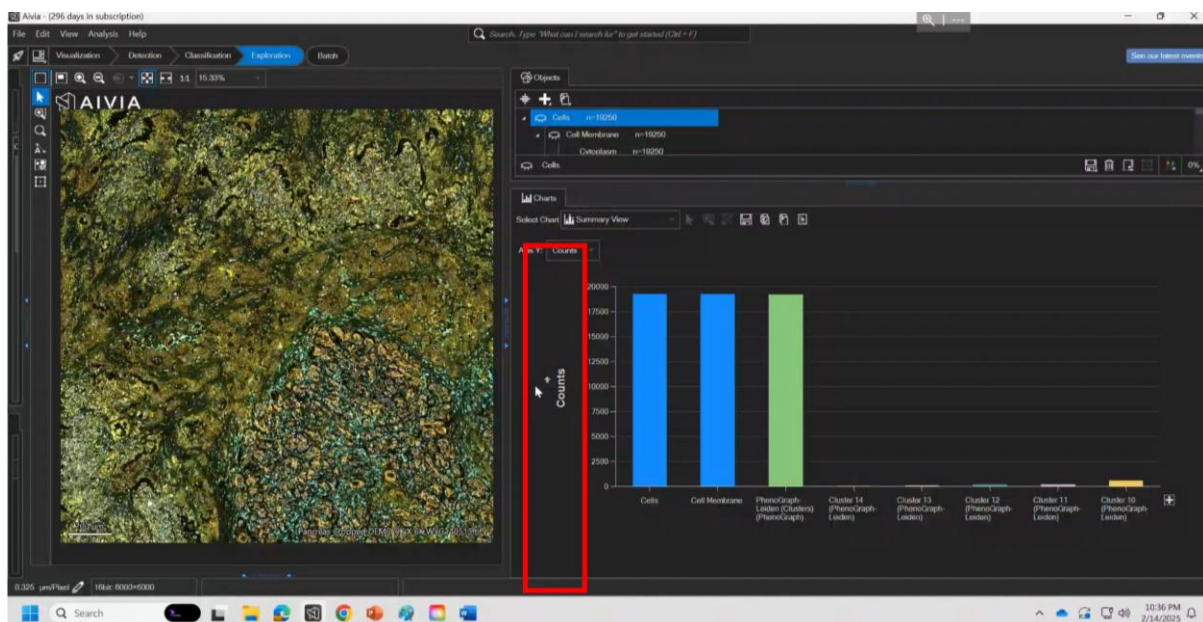 Aivia - (296 days in subscription)
File Edit View Analysis Help
Search. Type "What can I search for" to get started (Ctrl + F)
Visualization Detection Classification Exploration Batch
See our latest events
1:1 15.33%
Objects
AIVIA
Cells n=19250
Cell Membrane n=19250
Cytoplasm n=19250
Cells
0%
Charts
Select Chart Summary View
Axis Y: Counts
20000
17500
15000
12500
10000
7500
5000
2500
0
Counts
Cells
Cell Membrane
PhenoGraph-
Leiden (Clusters)
(PhenoGraph)
Cluster 14
(PhenoGraph-
Leiden)
Cluster 13
(PhenoGraph-
Leiden)
Cluster 12
(PhenoGraph-
Leiden)
Cluster 11
(PhenoGraph-
Leiden)
Cluster 10
(PhenoGraph-
Leiden)
0.325 µm/Pixel 16bit: 6000×6000
Search
10:36 PM
2/14/2025